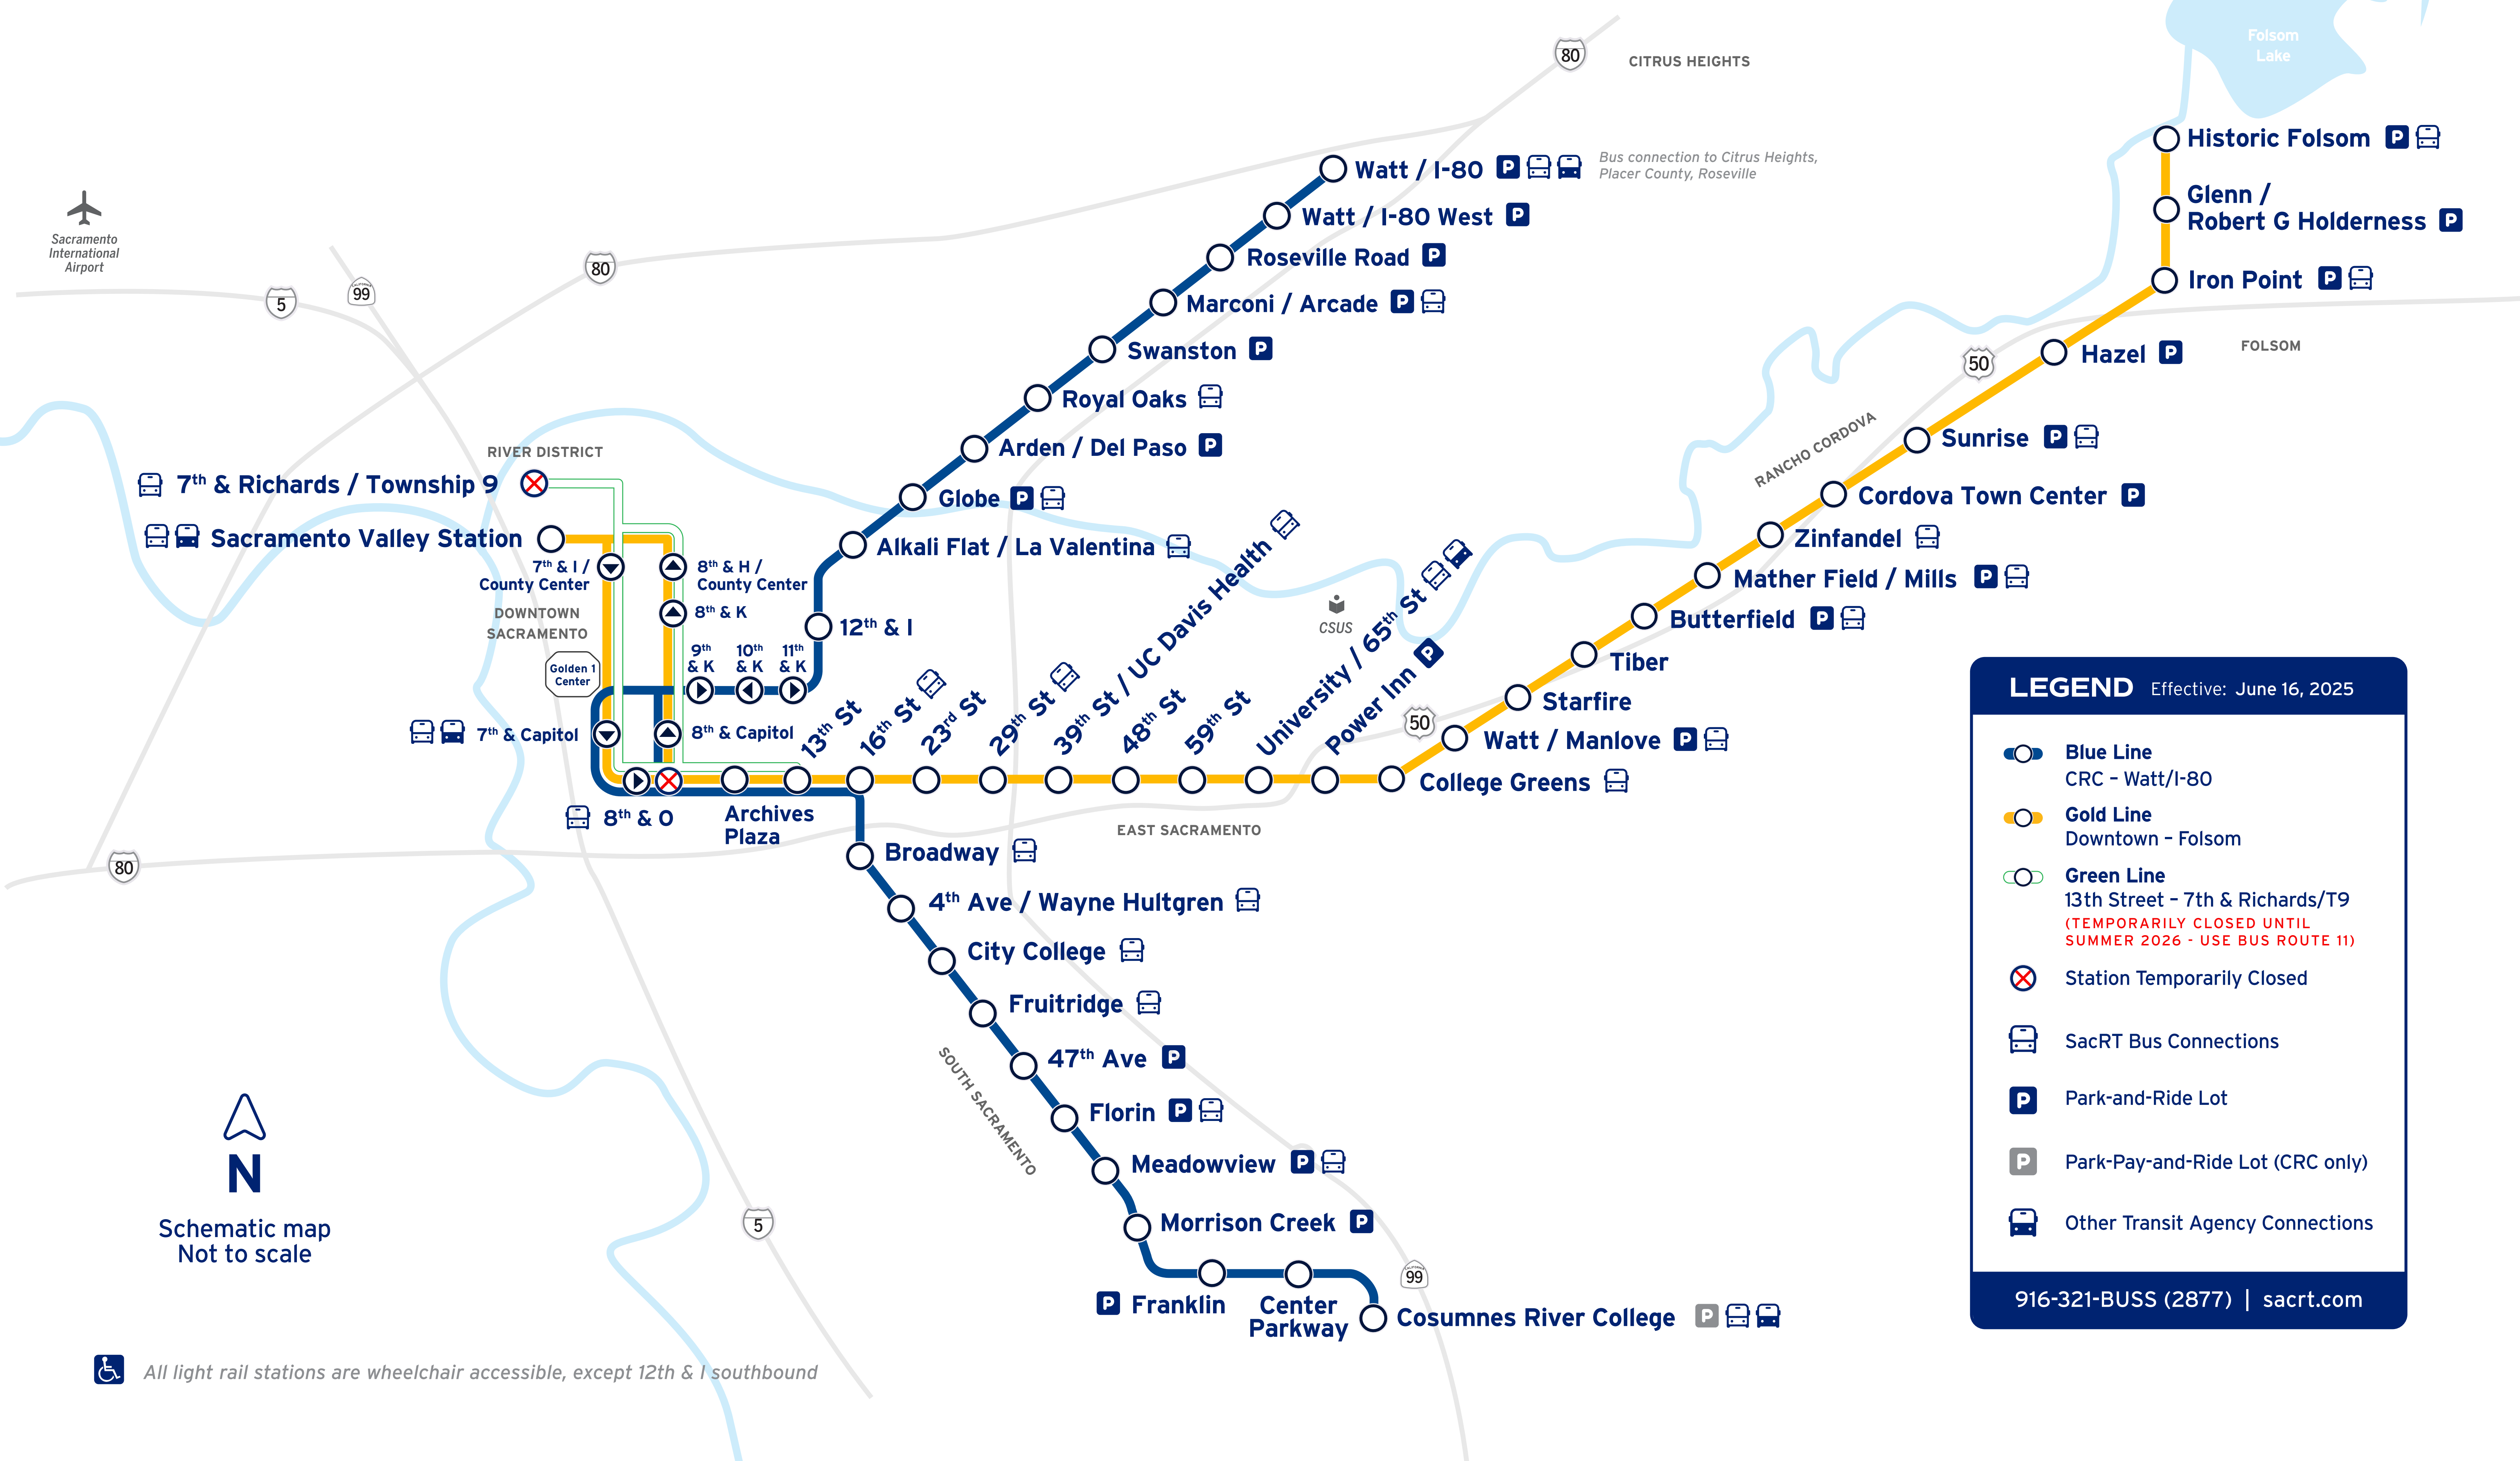 Folsom
Lake
80
CITRUS HEIGHTS
Historic Folsom P
Watt / I-80 P
Bus connection to Citrus Heights,
Placer County, Roseville
Glenn /
Robert G Holderness P
Watt / I-80 West P
Sacramento
International
Airport
80
Roseville Road P
5
CALIFORNIA
99
Marconi / Arcade P
Iron Point P
Swanston P
FOLSOM
Hazel P
50
Royal Oaks
Arden / Del Paso P
RANCHO CORDOVA
Sunrise P
RIVER DISTRICT
7th & Richards / Township 9
Globe P
Cordova Town Center P
Sacramento Valley Station
Alkali Flat / La Valentina
Zinfandel
7th & I /
County Center
8th & H /
County Center
Mather Field / Mills P
DOWNTOWN
SACRAMENTO
8th & K
12th & I
CSUS
Butterfield P
Golden 1
Center
9th
& K
10th
& K
11th
& K
Tiber
Starfire
7th & Capitol
8th & Capitol
13th St
16th St
23rd St
29th St
39th St / UC Davis Health
48th St
59th St
University / 65th St
Power Inn P
50
Watt / Manlove P
College Greens
8th & O
Archives
Plaza
EAST SACRAMENTO
80
Broadway
4th Ave / Wayne Hultgren
City College
Fruitridge
47th Ave P
SOUTH SACRAMENTO
Florin P
Meadowview P
Morrison Creek P
5
P Franklin
Center
Parkway
CALIFORNIA
99
Cosumnes River College P
N
Schematic map
Not to scale
All light rail stations are wheelchair accessible, except 12th & I southbound
LEGEND Effective: June 16, 2025
Blue Line
CRC – Watt/I-80
Gold Line
Downtown – Folsom
Green Line
13th Street – 7th & Richards/T9
(TEMPORARILY CLOSED UNTIL
SUMMER 2026 - USE BUS ROUTE 11)
Station Temporarily Closed
SacRT Bus Connections
P Park-and-Ride Lot
P Park-Pay-and-Ride Lot (CRC only)
Other Transit Agency Connections
916-321-BUSS (2877) | sacrt.com